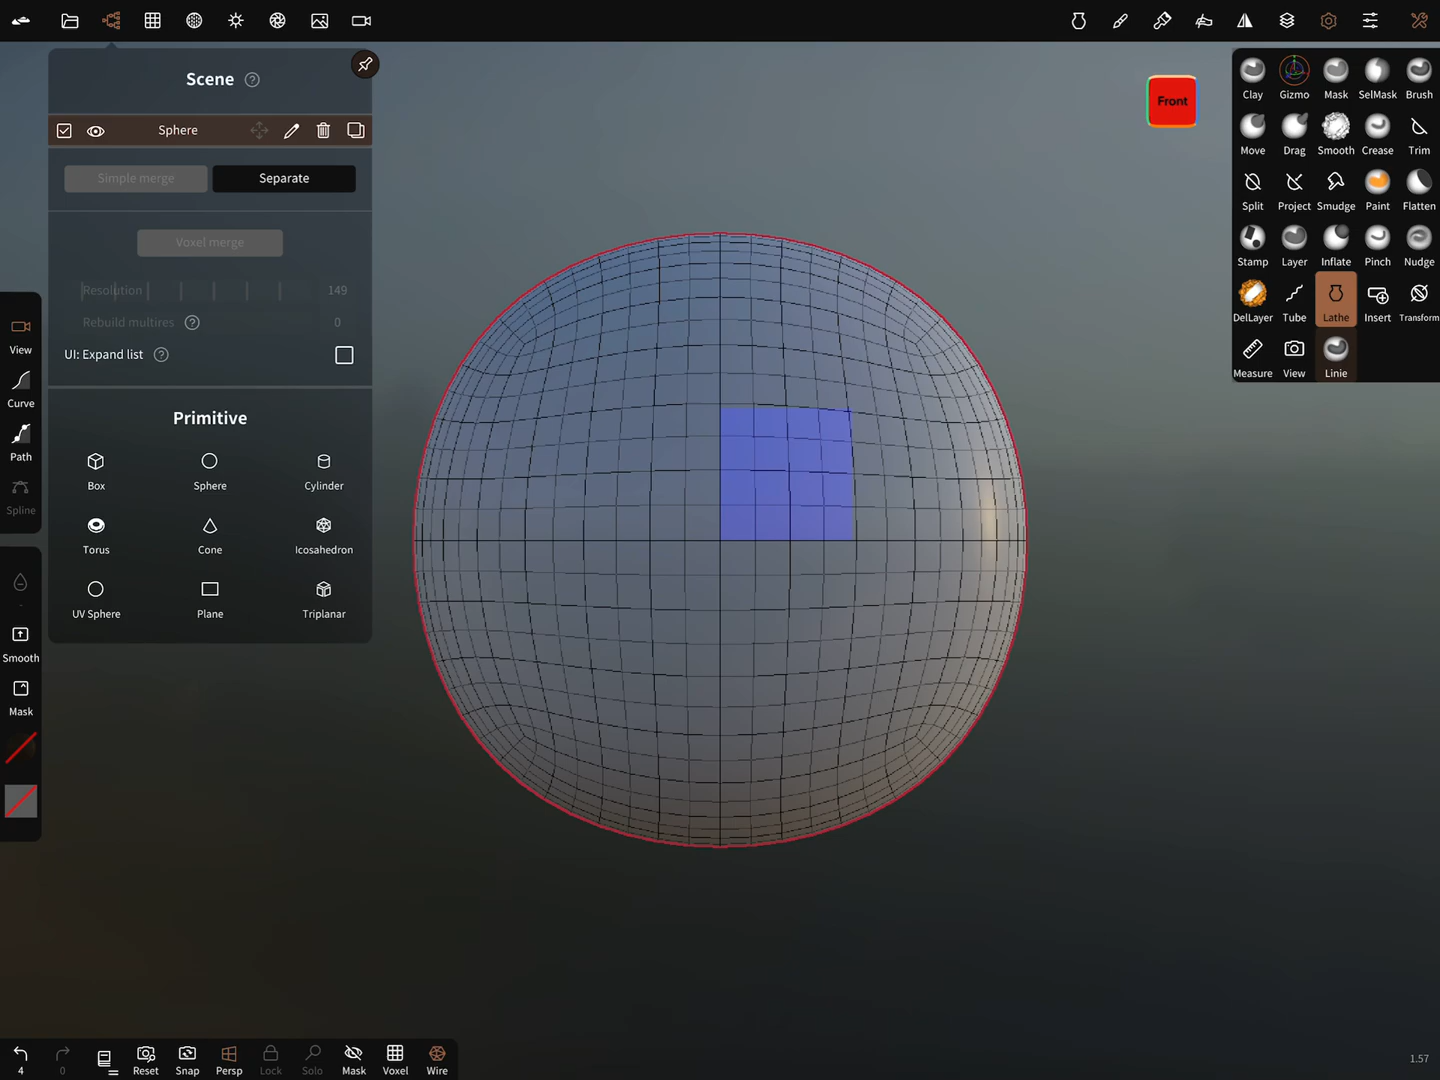 Scene
Front
Clay Gizmo Mask SelMask Brush
Sphere
Move Drag Smooth Crease Trim
Simple merge Separate
Split Project Smudge Paint Flatten
Voxel merge
Stamp Layer Inflate Pinch Nudge
Resolution 149
Rebuild multires 0
DelLayer Tube Lathe Insert Transform
UI: Expand list
Measure View Linie
View
Curve
Path
Spline
Primitive
Box Sphere Cylinder
Torus Cone Icosahedron
UV Sphere Plane Triplanar
Smooth
Mask
4 0 Reset Snap Persp Lock Solo Mask Voxel Wire
1.57